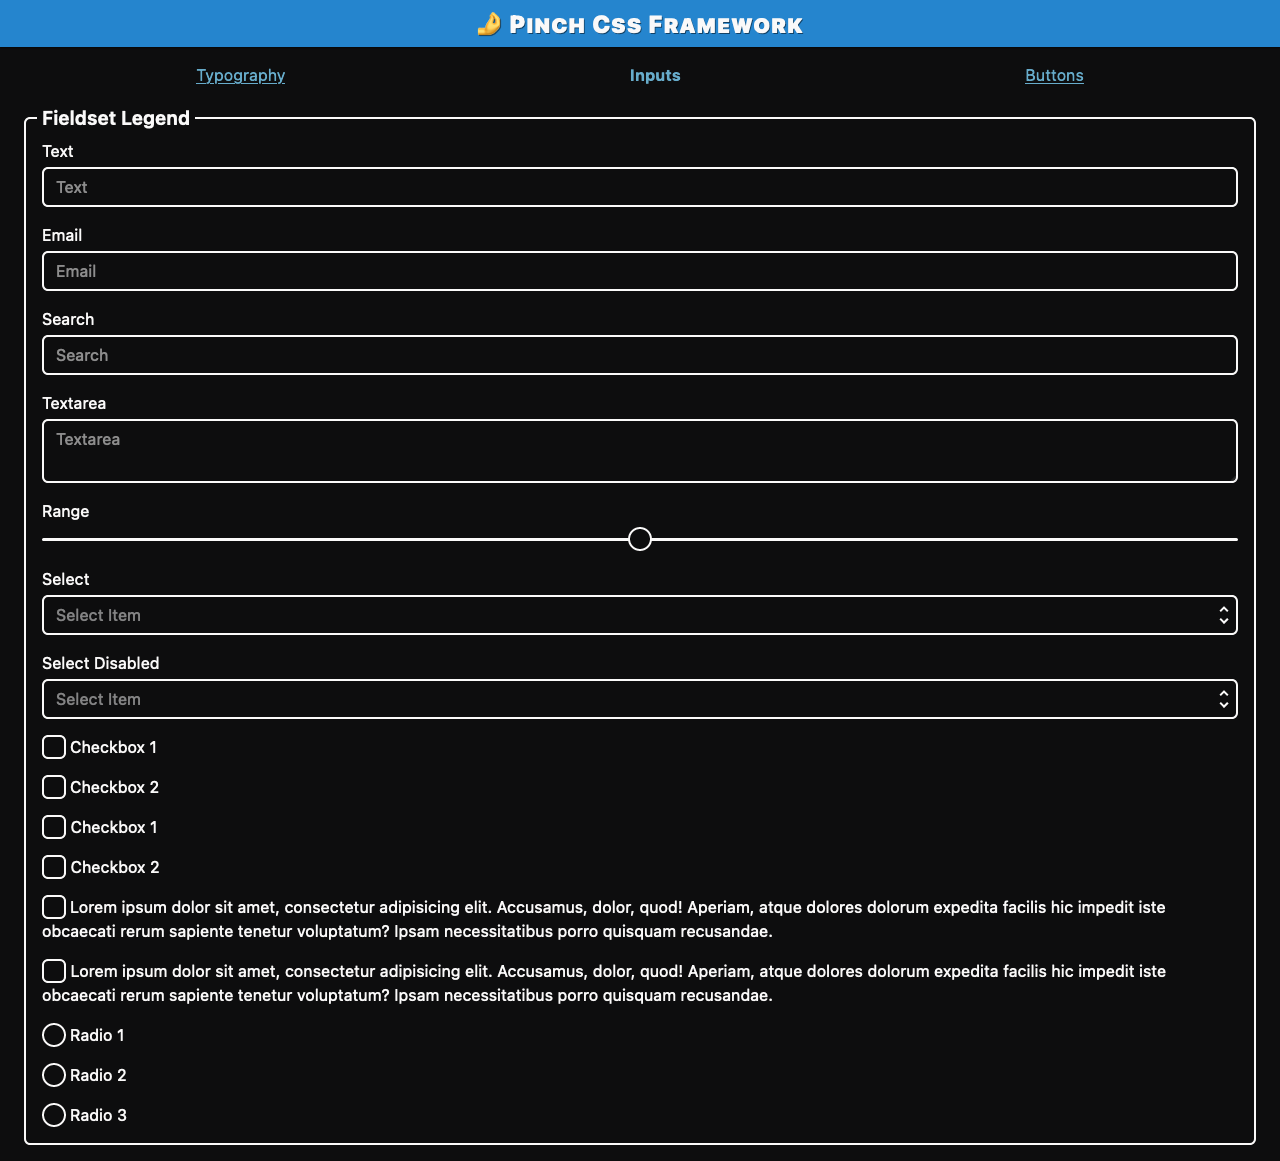 🤌 Pinch Css Framework
Typography Inputs Buttons
Fieldset Legend
Text
Text
Email
Email
Search
Search
Textarea
Textarea
Range
Select
Select Item
Select Disabled
Select Item
Checkbox 1
Checkbox 2
Checkbox 1
Checkbox 2
Lorem ipsum dolor sit amet, consectetur adipisicing elit. Accusamus, dolor, quod! Aperiam, atque dolores dolorum expedita facilis hic impedit iste
obcaecati rerum sapiente tenetur voluptatum? Ipsam necessitatibus porro quisquam recusandae.
Lorem ipsum dolor sit amet, consectetur adipisicing elit. Accusamus, dolor, quod! Aperiam, atque dolores dolorum expedita facilis hic impedit iste
obcaecati rerum sapiente tenetur voluptatum? Ipsam necessitatibus porro quisquam recusandae.
Radio 1
Radio 2
Radio 3